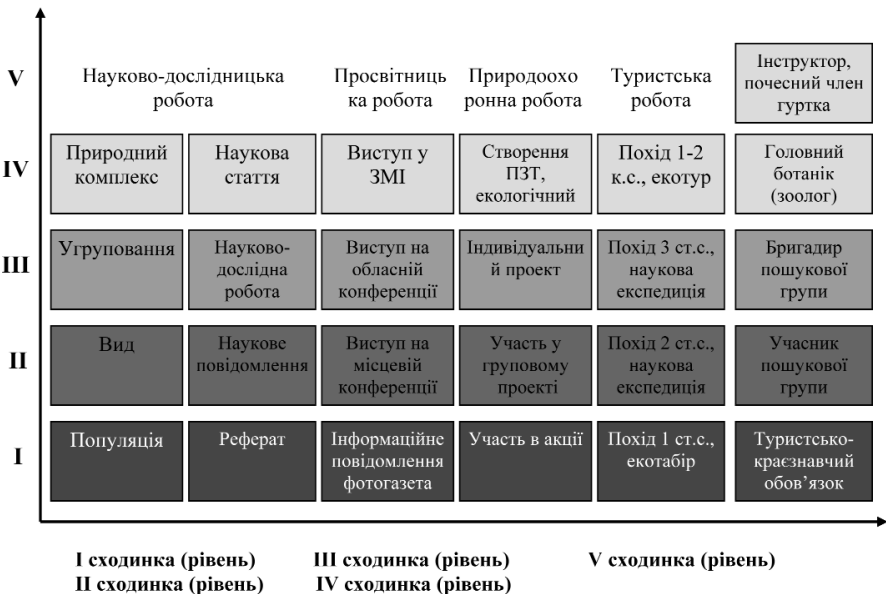 V
Науково-дослідницька
робота
Просвітниць
ка робота
Природоохо
ронна робота
Туристська
робота
Інструктор,
почесний член
гуртка
IV
Природний
комплекс
Наукова
стаття
Виступ у
ЗМІ
Створення
ПЗТ,
екологічний
Похід 1-2
к.с., екотур
Головний
ботанік
(зоолог)
III
Угруповання
Науково-
дослідна
робота
Виступ на
обласній
конференції
Індивідуальни
й проект
Похід 3 ст.с.,
наукова
експедиція
Бригадир
пошукової
групи
II
Вид
Наукове
повідомлення
Виступ на
місцевій
конференції
Участь у
груповому
проекті
Похід 2 ст.с.,
наукова
експедиція
Учасник
пошукової
групи
I
Популяція
Реферат
Інформаційне
повідомлення
фотогазета
Участь в акції
Похід 1 ст.с.,
екотабір
Туристсько-
краєзнавчий
обов’язок
I сходинка (рівень)
III сходинка (рівень)
V сходинка (рівень)
II сходинка (рівень)
IV сходинка (рівень)